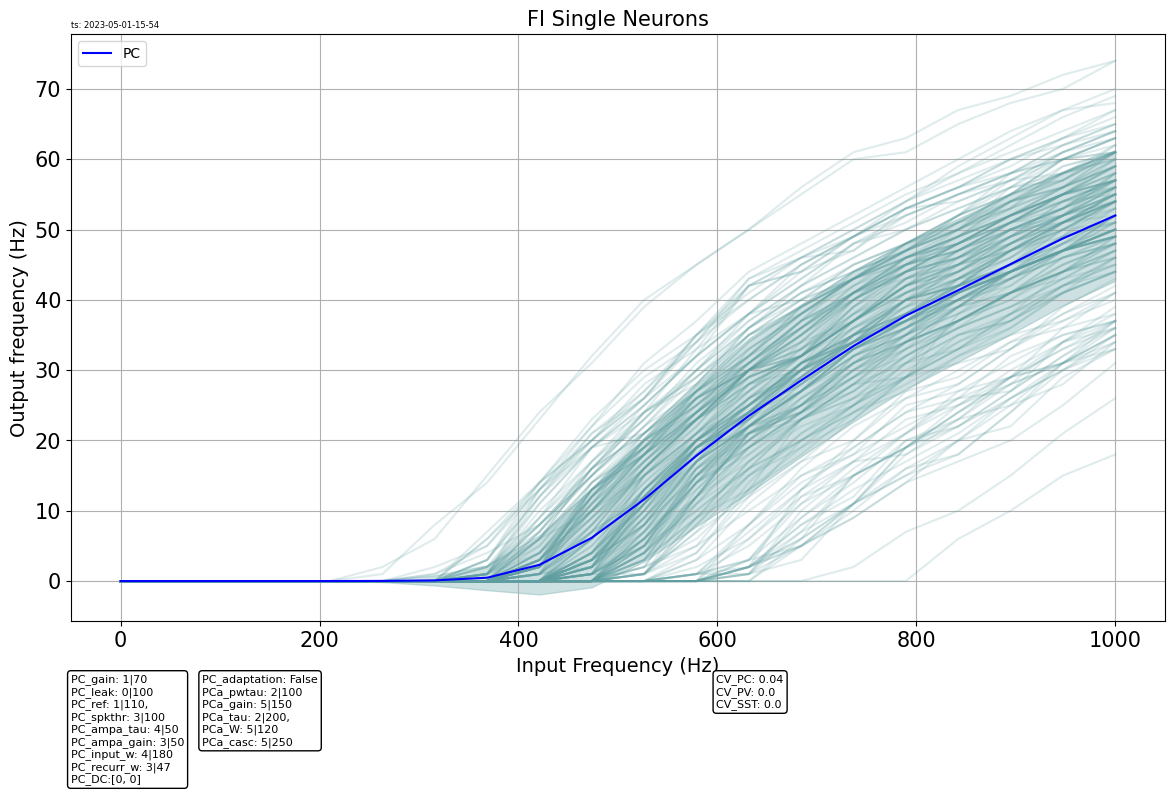 FI Single Neurons
ts: 2023-05-01-15-54
PC
Output frequency (Hz)
70
60
50
40
30
20
10
0
0 200 400 600 800 1000
Input Frequency (Hz)
PC_gain: 1|70
PC_leak: 0|100
PC_ref: 1|110,
PC_spkthr: 3|100
PC_ampa_tau: 4|50
PC_ampa_gain: 3|50
PC_input_w: 4|180
PC_recurr_w: 3|47
PC_DC:[0, 0]
PC_adaptation: False
PCa_pwtau: 2|100
PCa_gain: 5|150
PCa_tau: 2|200,
PCa_W: 5|120
PCa_casc: 5|250
CV_PC: 0.04
CV_PV: 0.0
CV_SST: 0.0